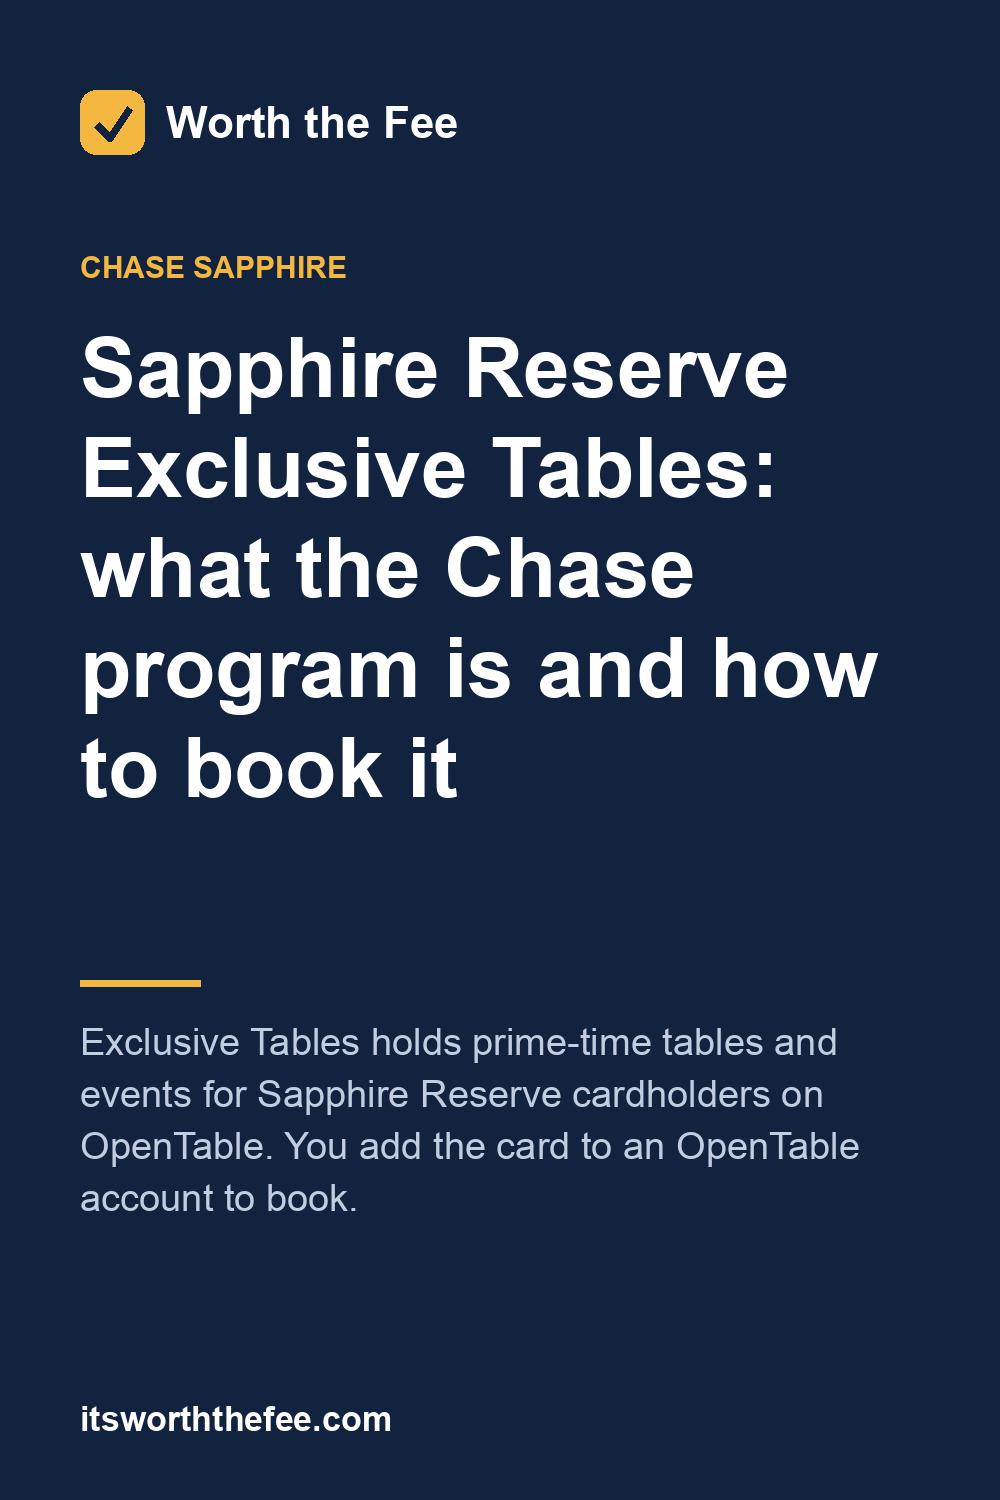 Worth the Fee
CHASE SAPPHIRE
Sapphire Reserve
Exclusive Tables:
what the Chase
program is and how
to book it
Exclusive Tables holds prime-time tables and
events for Sapphire Reserve cardholders on
OpenTable. You add the card to an OpenTable
account to book.
itsworththefee.com